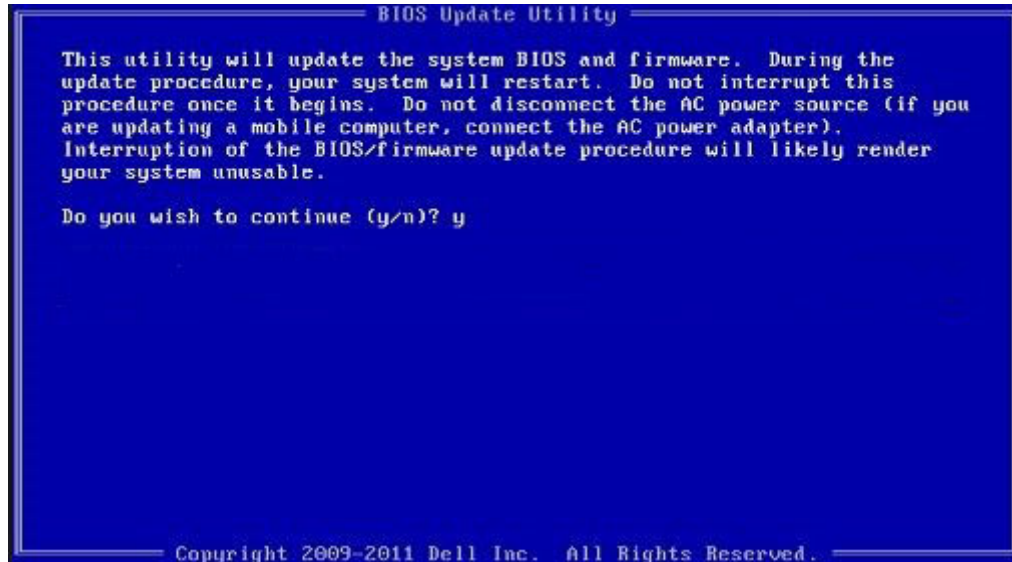 BIOS Update Utility
This utility will update the system BIOS and firmware. During the
update procedure, your system will restart. Do not interrupt this
procedure once it begins. Do not disconnect the AC power source (if you
are updating a mobile computer, connect the AC power adapter).
Interruption of the BIOS/firmware update procedure will likely render
your system unusable.
Do you wish to continue (y/n)? y
Copyright 2009-2011 Dell Inc. All Rights Reserved.